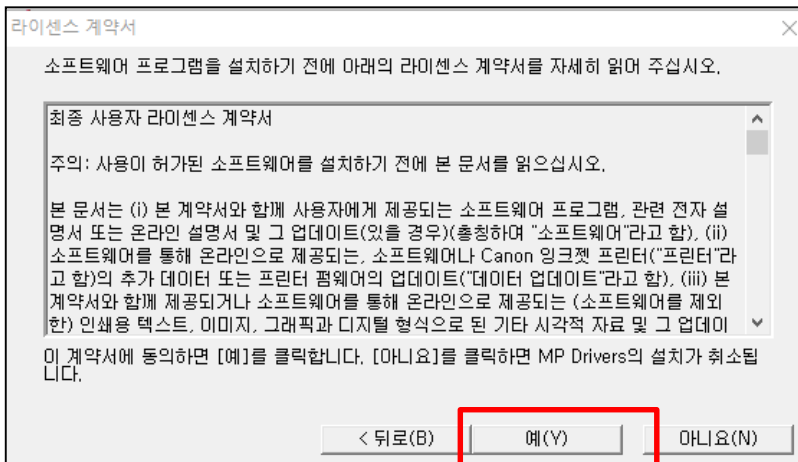 라이센스 계약서
소프트웨어 프로그램을 설치하기 전에 아래의 라이센스 계약서를 자세히 읽어 주십시오.
최종 사용자 라이센스 계약서
주의: 사용이 허가된 소프트웨어를 설치하기 전에 본 문서를 읽으십시오.
본 문서는 (i) 본 계약서와 함께 사용자에게 제공되는 소프트웨어 프로그램, 관련 전자 설
명서 또는 온라인 설명서 및 그 업데이트(있을 경우)(총칭하여 "소프트웨어"라고 함), (ii)
소프트웨어를 통해 온라인으로 제공되는, 소프트웨어나 Canon 잉크젯 프린터("프린터"라
고 함)의 추가 데이터 또는 프린터 펌웨어의 업데이트("데이터 업데이트"라고 함), (iii) 본
계약서와 함께 제공되거나 소프트웨어를 통해 온라인으로 제공되는 (소프트웨어를 제외
한) 인쇄용 텍스트, 이미지, 그래픽과 디지털 형식으로 된 기타 시각적 자료 및 그 업데이
이 계약서에 동의하면 [예]를 클릭합니다. [아니요]를 클릭하면 MP Drivers의 설치가 취소됩
니다.
< 뒤로(B)
예(Y)
아니요(N)